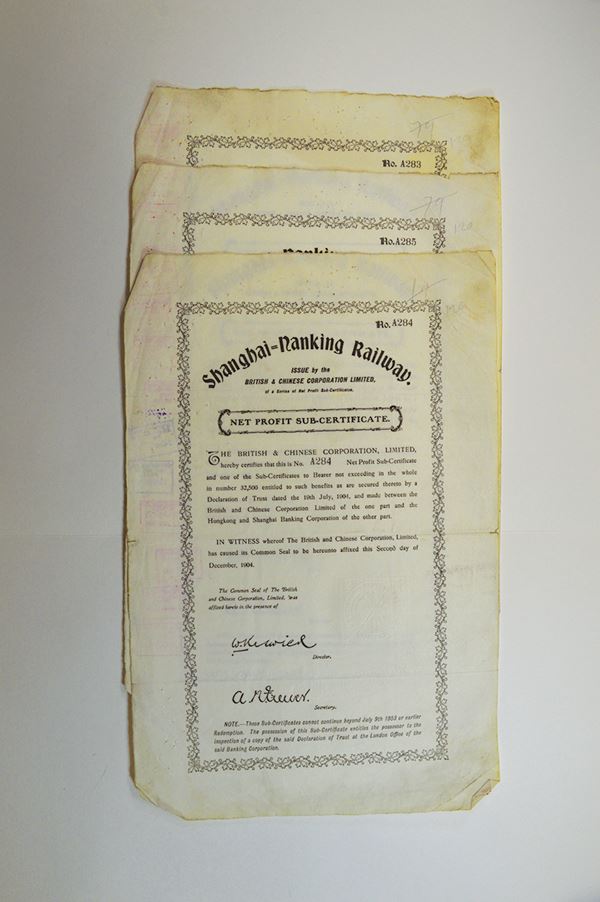 79
No. A283
79
120
No. A285
Nanking
No. A284
Shanghai=Nanking Railway.
ISSUE by the
BRITISH & CHINESE CORPORATION LIMITED,
of a Series of Net Profit Sub-Certificates.
NET PROFIT SUB-CERTIFICATE.
THE BRITISH & CHINESE CORPORATION, LIMITED,
hereby certifies that this is No. A284 Net Profit Sub-Certificate
and one of the Sub-Certificates to Bearer not exceeding in the whole
in number 32,500 entitled to such benefits as are secured thereto by a
Declaration of Trust dated the 19th July, 1904, and made between the
British and Chinese Corporation Limited of the one part and the
Hongkong and Shanghai Banking Corporation of the other part.
IN WITNESS whereof The British and Chinese Corporation, Limited,
has caused its Common Seal to be hereunto affixed this Second day of
December, 1904.
The Common Seal of The British
and Chinese Corporation, Limited, was
affixed hereto in the presence of
W. Keswick
Director.
Secretary.
NOTE.—These Sub-Certificates cannot continue beyond July 9th 1953 or earlier
Redemption. The possession of this Sub-Certificate entitles the possessor to the
inspection of a copy of the said Declaration of Trust at the London Office of the
said Banking Corporation.